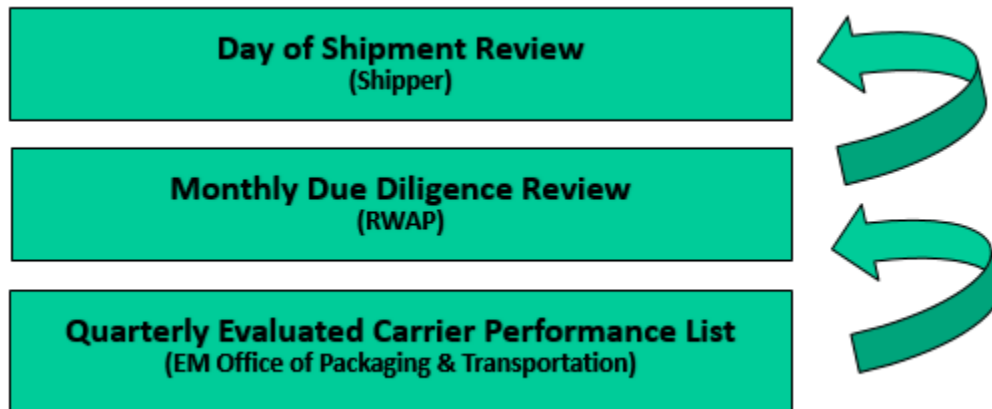 Day of Shipment Review
(Shipper)
Monthly Due Diligence Review
(RWAP)
Quarterly Evaluated Carrier Performance List
(EM Office of Packaging & Transportation)